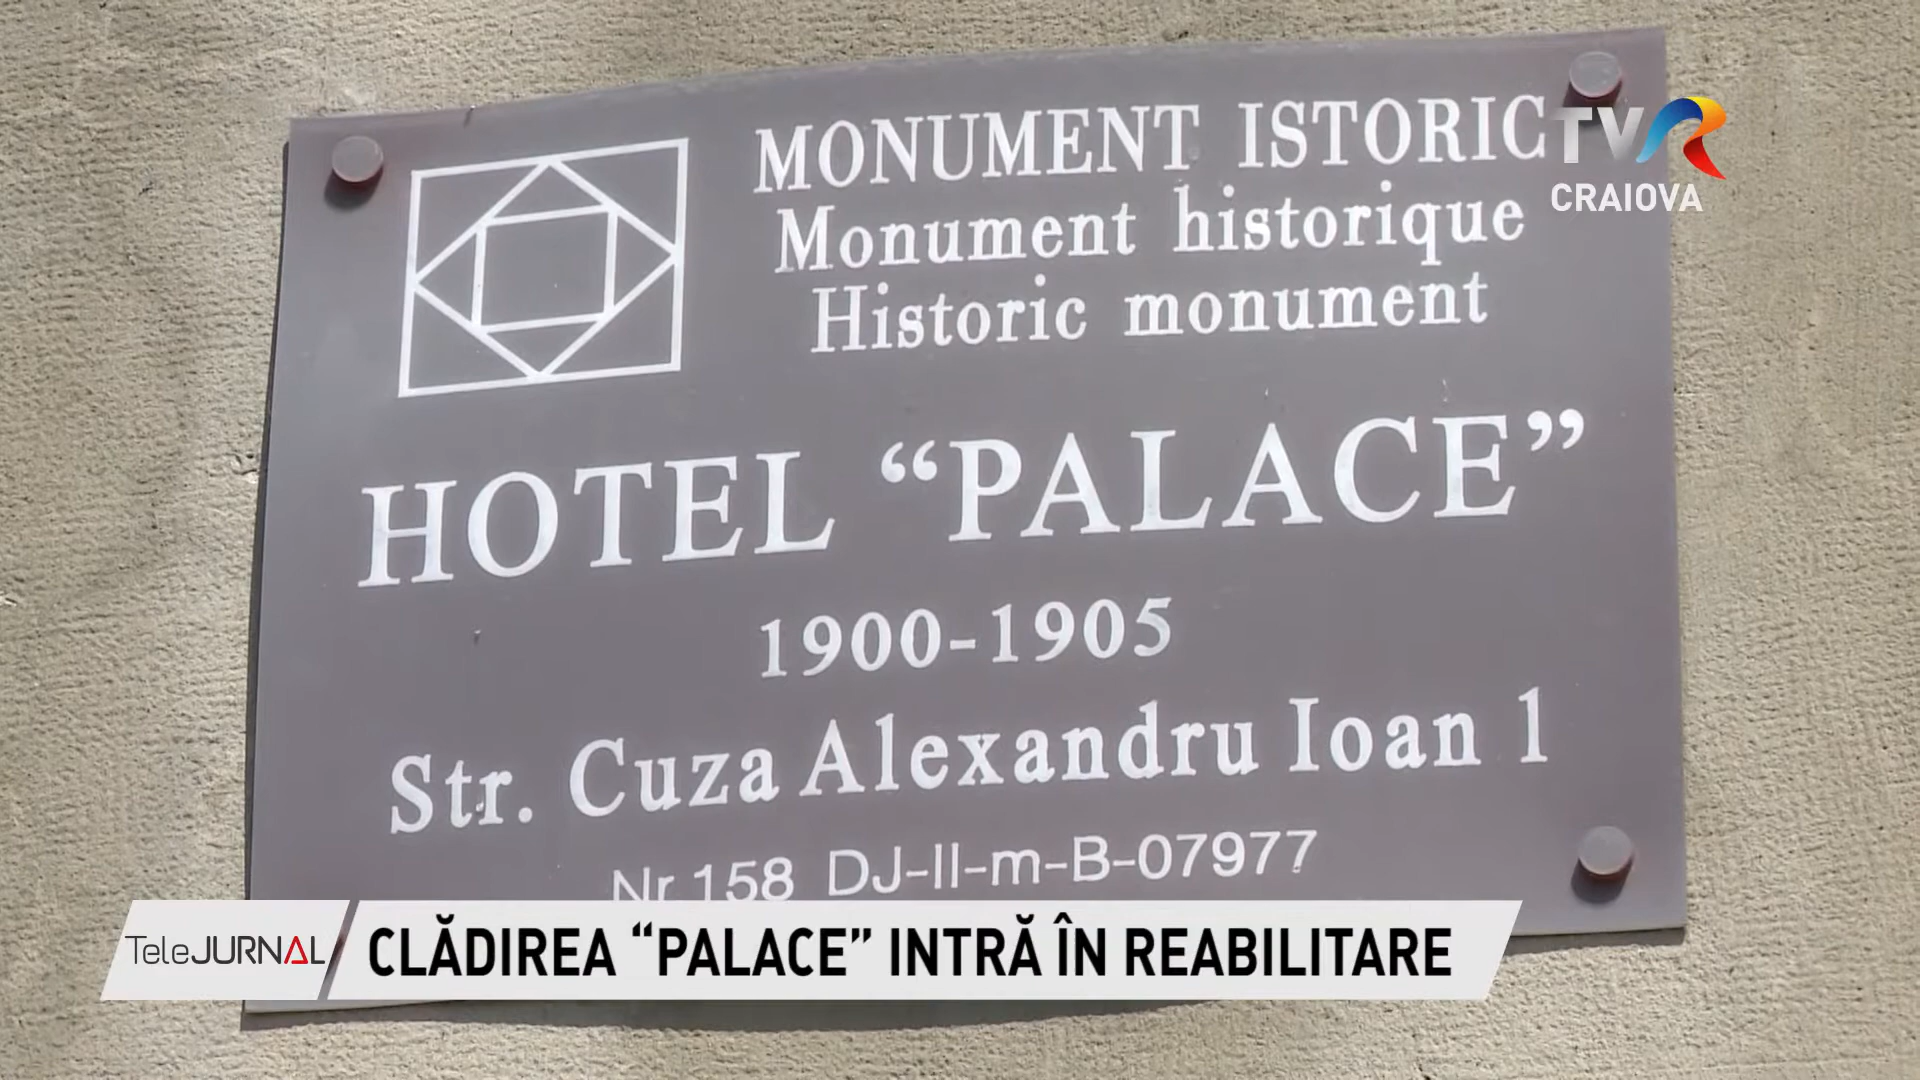 MONUMENT ISTORIC
Monument historique
Historic monument
TVR
CRAIOVA
HOTEL “PALACE”
1900-1905
Str. Cuza Alexandru Ioan 1
Nr 158 DJ-II-m-B-07977
TeleJURNAL
CLĂDIREA “PALACE” INTRĂ ÎN REABILITARE